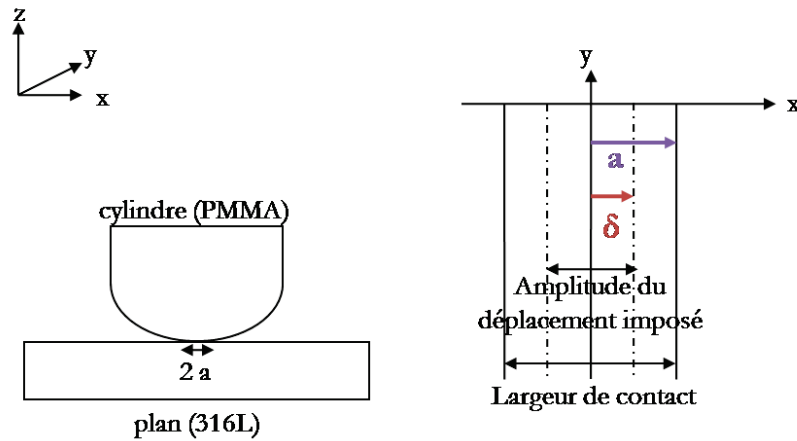 z
y
x
cylindre (PMMA)
2 a
plan (316L)
y
x
a
δ
Amplitude du
déplacement imposé
Largeur de contact